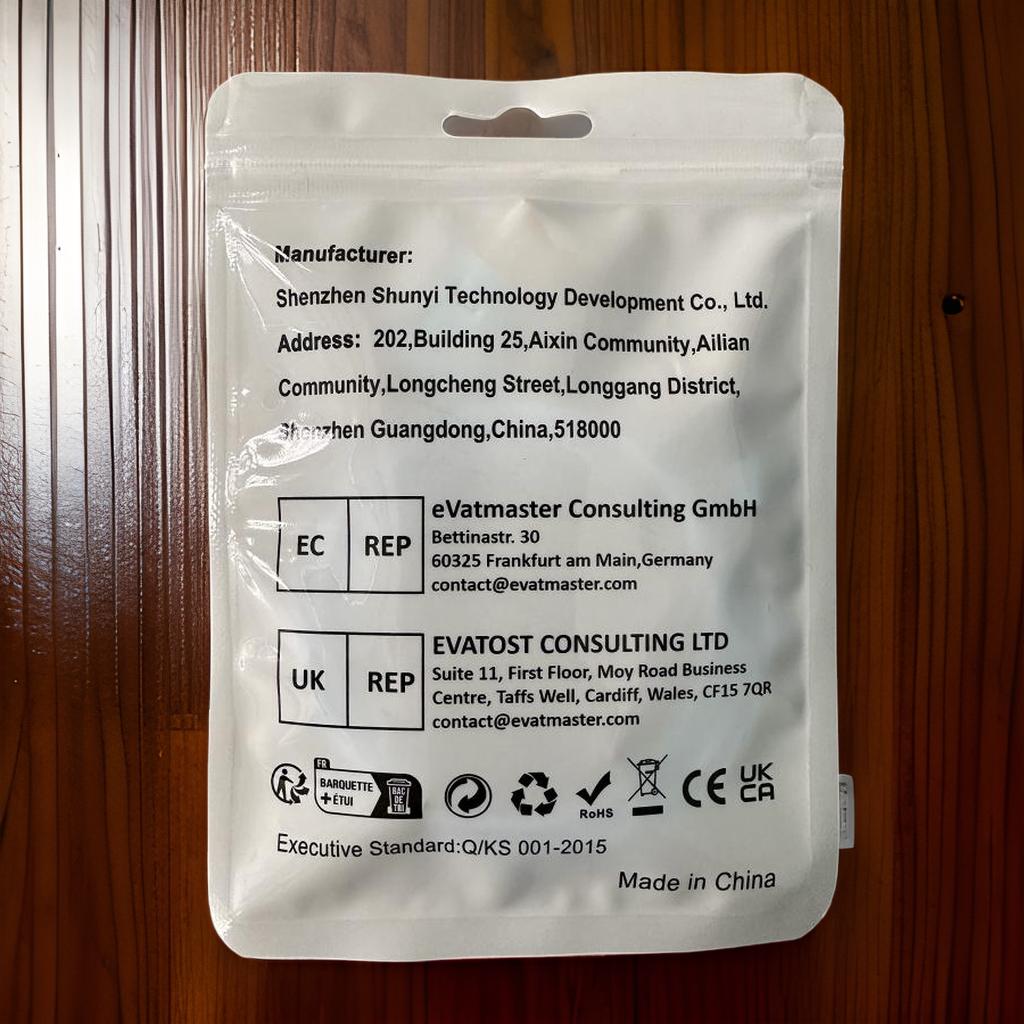 Manufacturer:
Shenzhen Shunyi Technology Development Co., Ltd.
Address: 202,Building 25,Aixin Community,Ailian
Community,Longcheng Street,Longgang District,
Shenzhen Guangdong,China,518000
EC REP
eVatmaster Consulting GmbH
Bettinastr. 30
60325 Frankfurt am Main,Germany
contact@evatmaster.com
UK REP
EVATOST CONSULTING LTD
Suite 11, First Floor, Moy Road Business
Centre, Taffs Well, Cardiff, Wales, CF15 7QR
contact@evatmaster.com
FR
BARQUETTE
+ ÉTUI
BAC
DE
TRI
RoHS
CE
UK
CA
Executive Standard:Q/KS 001-2015
Made in China